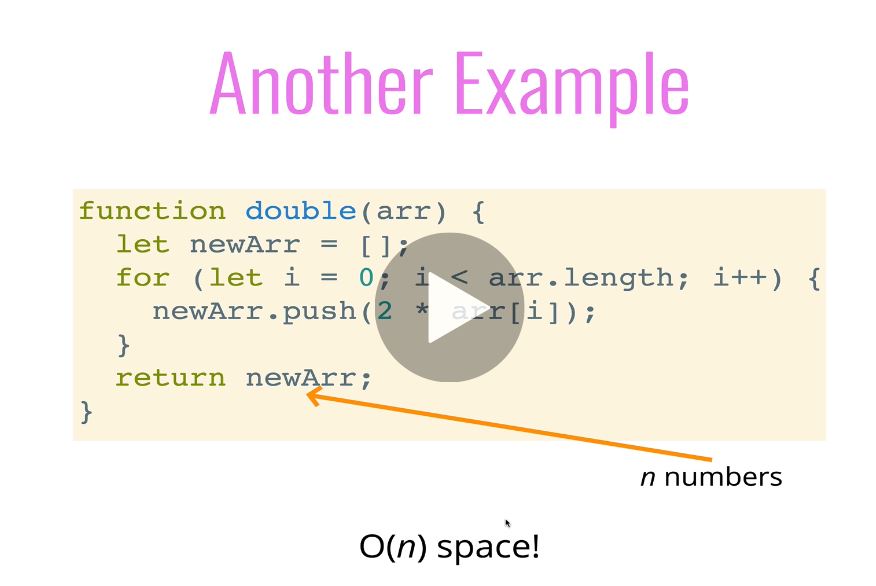 Another Example
function double(arr) {
  let newArr = [];
  for (let i = 0; i < arr.length; i++) {
    newArr.push(2 * arr[i]);
  }
  return newArr;
}
n numbers
O(n) space!